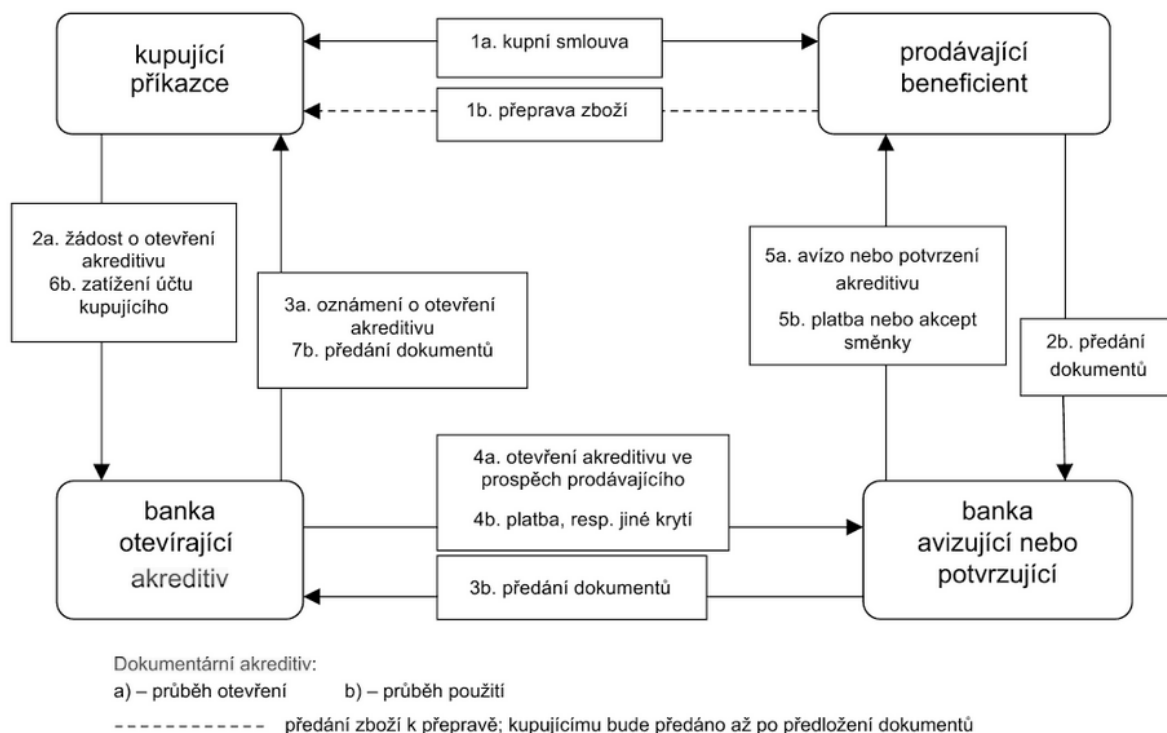 kupující
příkazce
1a. kupní smlouva
prodávající
beneficient
1b. přeprava zboží
2a. žádost o otevření
akreditivu
6b. zatížení účtu
kupujícího
3a. oznámení o otevření
akreditivu
7b. předání dokumentů
5a. avízo nebo potvrzení
akreditivu
5b. platba nebo akcept
směnky
2b. předání
dokumentů
4a. otevření akreditivu ve
prospěch prodávajícího
4b. platba, resp. jiné krytí
3b. předání dokumentů
banka
otevírající
akreditiv
banka
avizující nebo
potvrzující
Dokumentární akreditiv:
a) – průběh otevření b) – průběh použití
předání zboží k přepravě; kupujícímu bude předáno až po předložení dokumentů